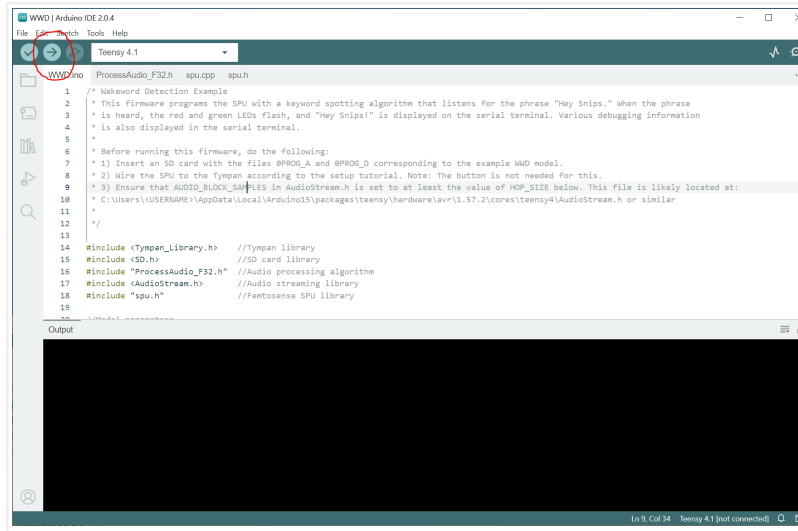 WWD | Arduino IDE 2.0.4
File Edit Sketch Tools Help
Teensy 4.1
WWD.ino ProcessAudio_F32.h spu.cpp spu.h
1 /* Wakeword Detection Example
2 * This firmware programs the SPU with a keyword spotting algorithm that listens for the phrase "Hey Snips." When the phrase
3 * is heard, the red and green LEDs flash, and "Hey Snips!" is displayed on the serial terminal. Various debugging information
4 * is also displayed in the serial terminal.
5 *
6 * Before running this firmware, do the following:
7 * 1) Insert an SD card with the files 0PROG_A and 0PROG_D corresponding to the example WWD model.
8 * 2) Wire the SPU to the Tympan according to the setup tutorial. Note: The button is not needed for this.
9 * 3) Ensure that AUDIO_BLOCK_SAMPLES in AudioStream.h is set to at least the value of HOP_SIZE below. This file is likely located at:
10 * C:\Users\<USERNAME>\AppData\Local\Arduino15\packages\teensy\hardware\avr\1.57.2\cores\teensy4\AudioStream.h or similar
11 *
12 */
13
14 #include <Tympan_Library.h> //Tympan library
15 #include <SD.h> //SD card library
16 #include "ProcessAudio_F32.h" //Audio processing algorithm
17 #include <AudioStream.h> //Audio streaming library
18 #include "spu.h" //Femtosense SPU library
19
20 //Model parameters
Output
Ln 9, Col 34 Teensy 4.1 [not connected]